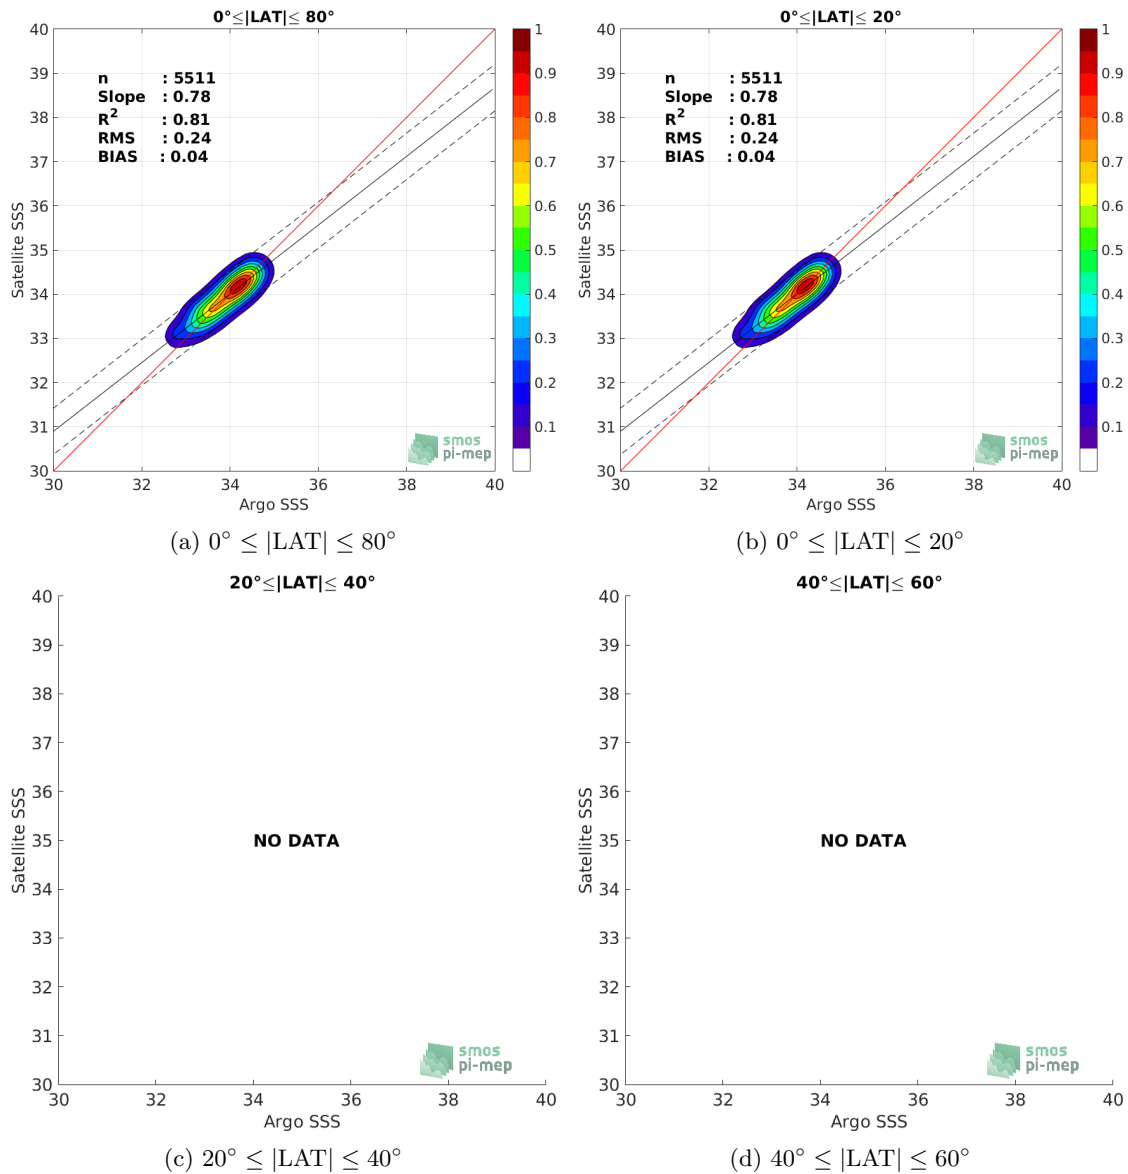 0°≤|LAT|≤ 80°
40
39
38
37
36
35
34
33
32
31
30
Satellite SSS
n : 5511
Slope : 0.78
R² : 0.81
RMS : 0.24
BIAS : 0.04
1
0.9
0.8
0.7
0.6
0.5
0.4
0.3
0.2
0.1
smos
pi-mep
30 32 34 36 38 40
Argo SSS
(a) 0° ≤ |LAT| ≤ 80°
0°≤|LAT|≤ 20°
40
39
38
37
36
35
34
33
32
31
30
Satellite SSS
n : 5511
Slope : 0.78
R² : 0.81
RMS : 0.24
BIAS : 0.04
1
0.9
0.8
0.7
0.6
0.5
0.4
0.3
0.2
0.1
smos
pi-mep
30 32 34 36 38 40
Argo SSS
(b) 0° ≤ |LAT| ≤ 20°
20°≤|LAT|≤ 40°
40
39
38
37
36
35
34
33
32
31
30
Satellite SSS
NO DATA
smos
pi-mep
30 32 34 36 38 40
Argo SSS
(c) 20° ≤ |LAT| ≤ 40°
40°≤|LAT|≤ 60°
40
39
38
37
36
35
34
33
32
31
30
Satellite SSS
NO DATA
smos
pi-mep
30 32 34 36 38 40
Argo SSS
(d) 40° ≤ |LAT| ≤ 60°